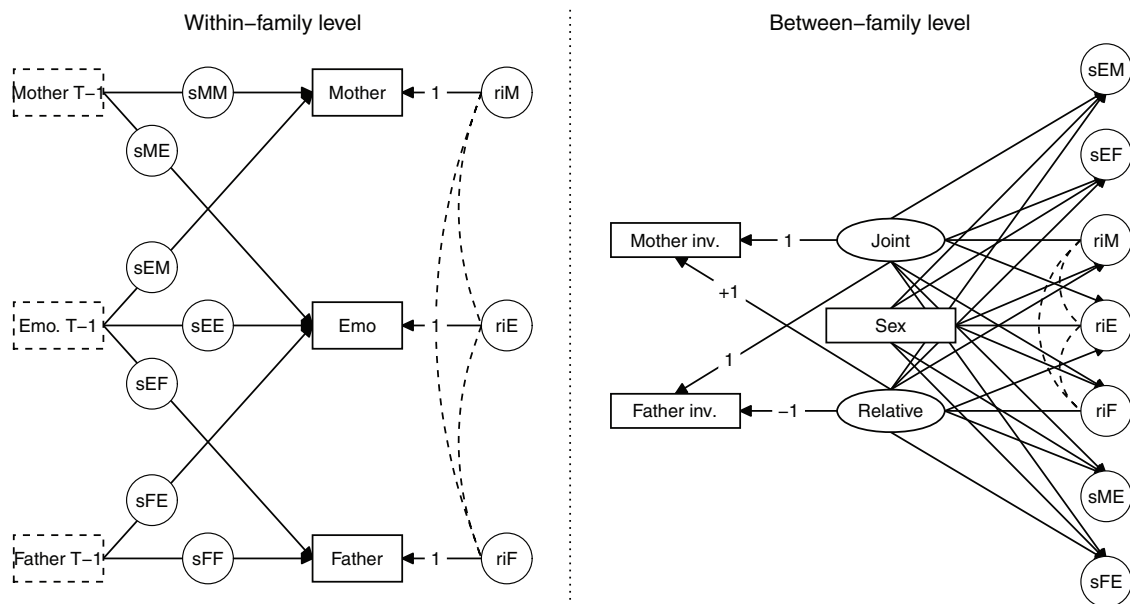 Within−family level
Mother T−1
sMM
Mother
1
riM
sME
sEM
Emo. T−1
sEE
Emo
1
riE
sEF
sFE
Father T−1
sFF
Father
1
riF
Between−family level
sEM
sEF
Mother inv.
1
Joint
riM
+1
Sex
riE
1
Father inv.
−1
Relative
riF
sME
sFE